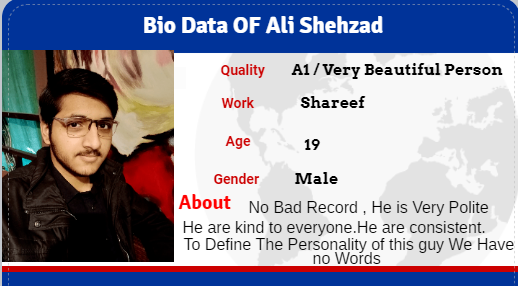 Bio Data OF Ali Shehzad
Quality A1 / Very Beautiful Person
Work Shareef
Age 19
Gender Male
About No Bad Record , He is Very Polite
He are kind to everyone.He are consistent.
To Define The Personality of this guy We Have
no Words